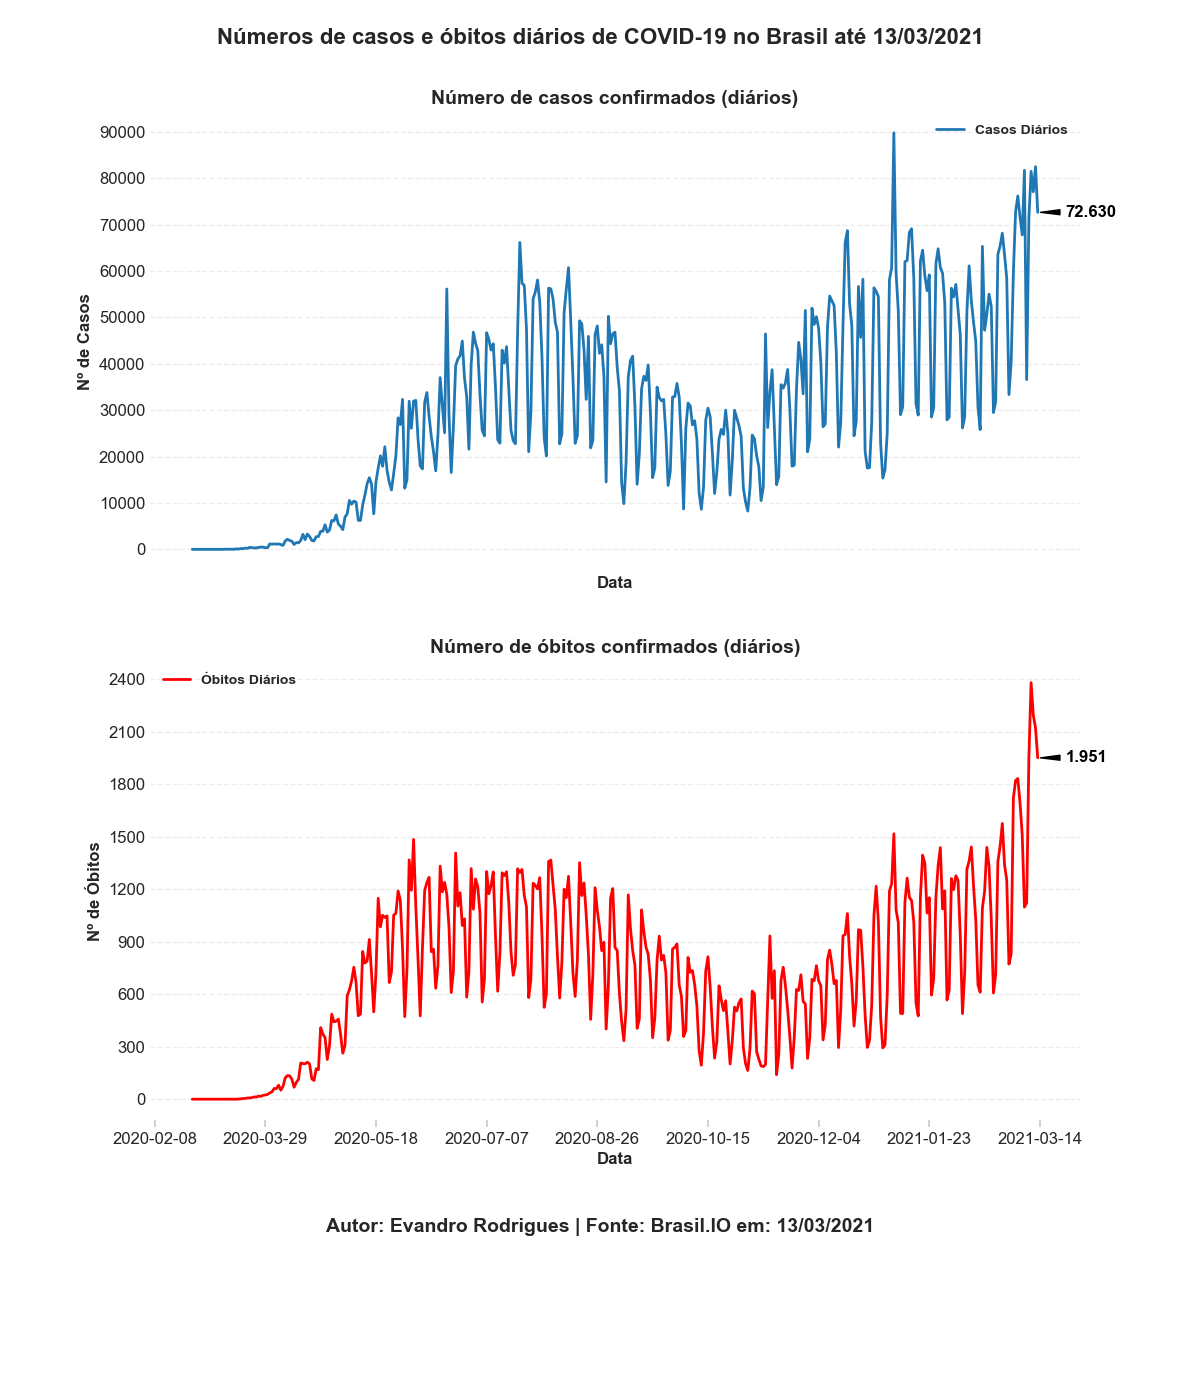 Números de casos e óbitos diários de COVID-19 no Brasil até 13/03/2021
Número de casos confirmados (diários)
Casos Diários
90000
80000
70000
60000
50000
40000
30000
20000
10000
0
Nº de Casos
72.630
Data
Número de óbitos confirmados (diários)
Óbitos Diários
2400
2100
1800
1500
1200
900
600
300
0
Nº de Óbitos
1.951
2020-02-08 2020-03-29 2020-05-18 2020-07-07 2020-08-26 2020-10-15 2020-12-04 2021-01-23 2021-03-14
Data
Autor: Evandro Rodrigues | Fonte: Brasil.IO em: 13/03/2021